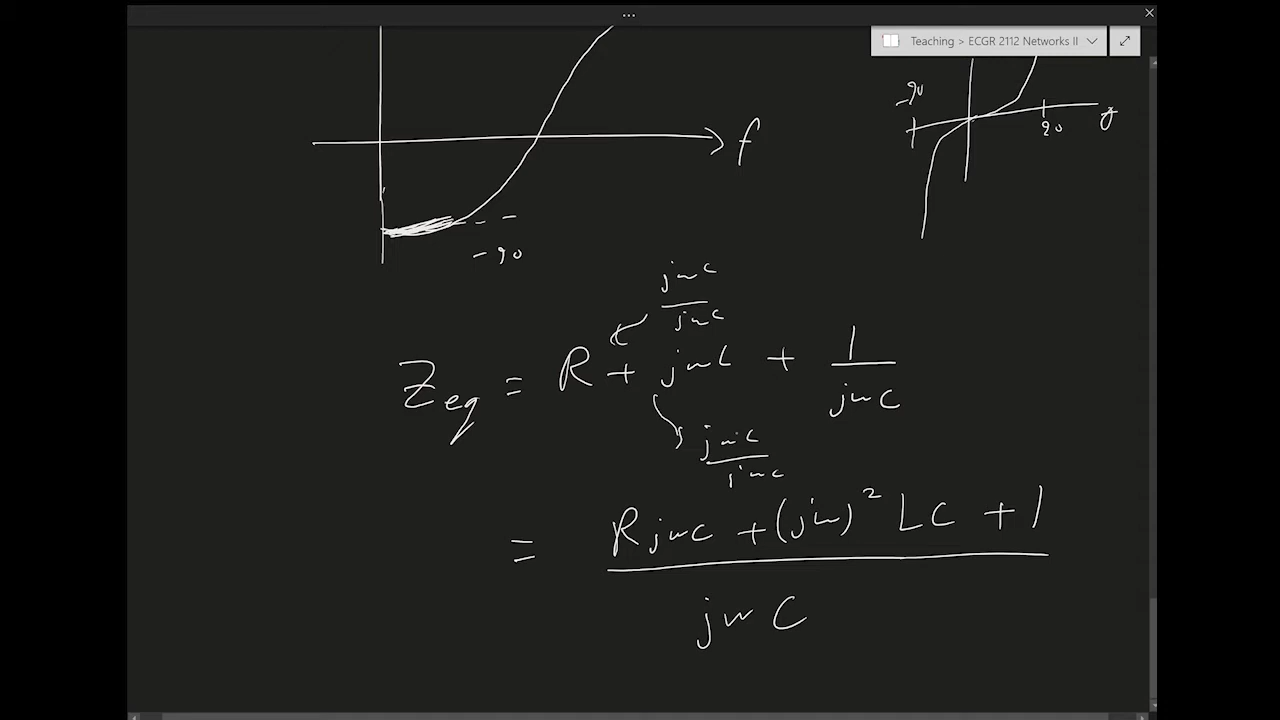 Teaching > ECGR 2112 Networks II
-90
90
f
-90
jωC
jωC
Zeq = R + jωL + 1
jωC
jωC
jωC
= RjωC + (jω)² LC + 1
jωC